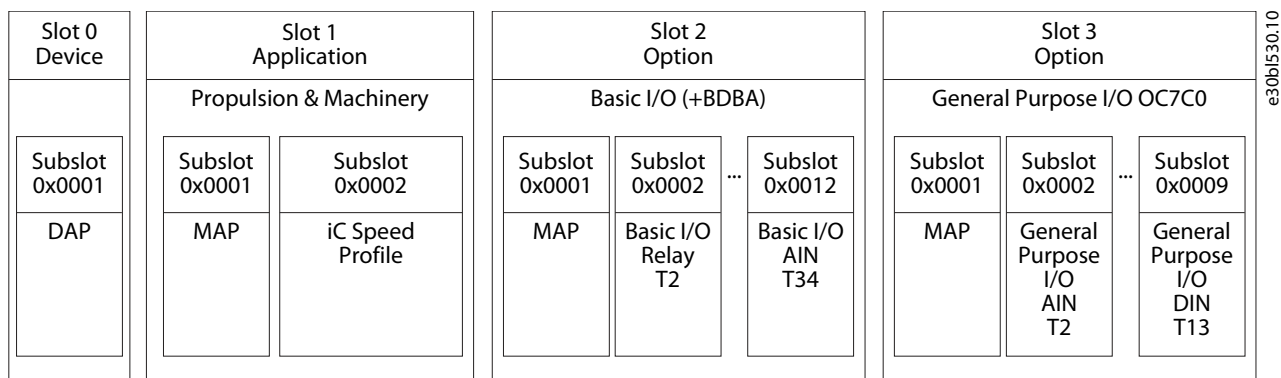 Slot 0
Device
Slot 1
Application
Slot 2
Option
Slot 3
Option
Propulsion & Machinery
Basic I/O (+BDBA)
General Purpose I/O OC7C0
Subslot
0x0001
DAP
Subslot
0x0001
MAP
Subslot
0x0002
iC Speed
Profile
Subslot
0x0001
MAP
Subslot
0x0002
Basic I/O
Relay
T2
...
Subslot
0x0012
Basic I/O
AIN
T34
Subslot
0x0001
MAP
Subslot
0x0002
General
Purpose
I/O
AIN
T2
...
Subslot
0x0009
General
Purpose
I/O
DIN
T13
e30bl530.10